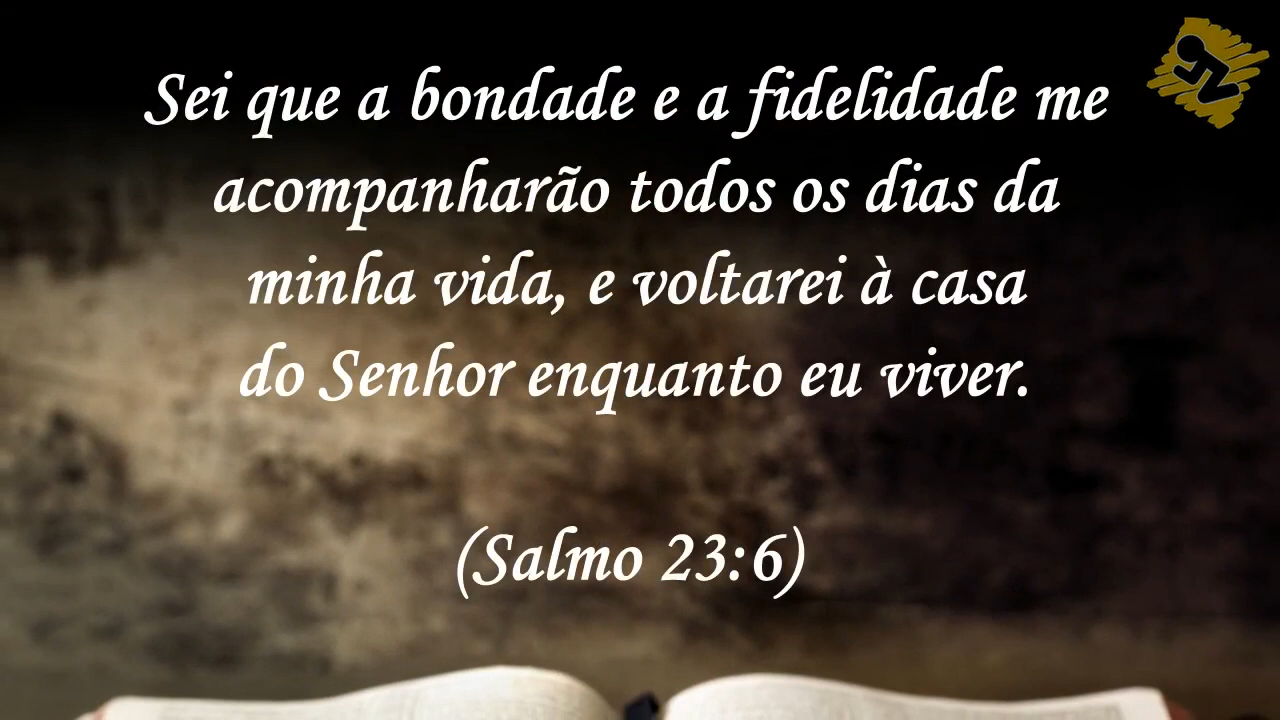 Sei que a bondade e a fidelidade me
acompanharão todos os dias da
minha vida, e voltarei à casa
do Senhor enquanto eu viver.
(Salmo 23:6)